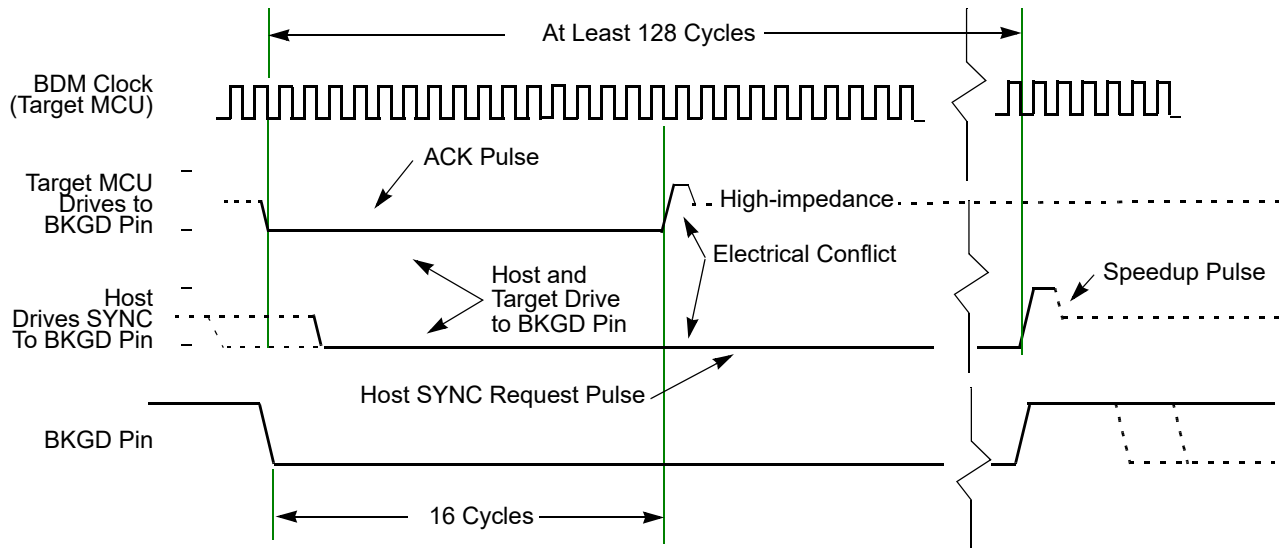 At Least 128 Cycles
BDM Clock
(Target MCU)
ACK Pulse
Target MCU
Drives to
BKGD Pin
High-impedance
Electrical Conflict
Host and
Target Drive
to BKGD Pin
Speedup Pulse
Host
Drives SYNC
To BKGD Pin
Host SYNC Request Pulse
BKGD Pin
16 Cycles